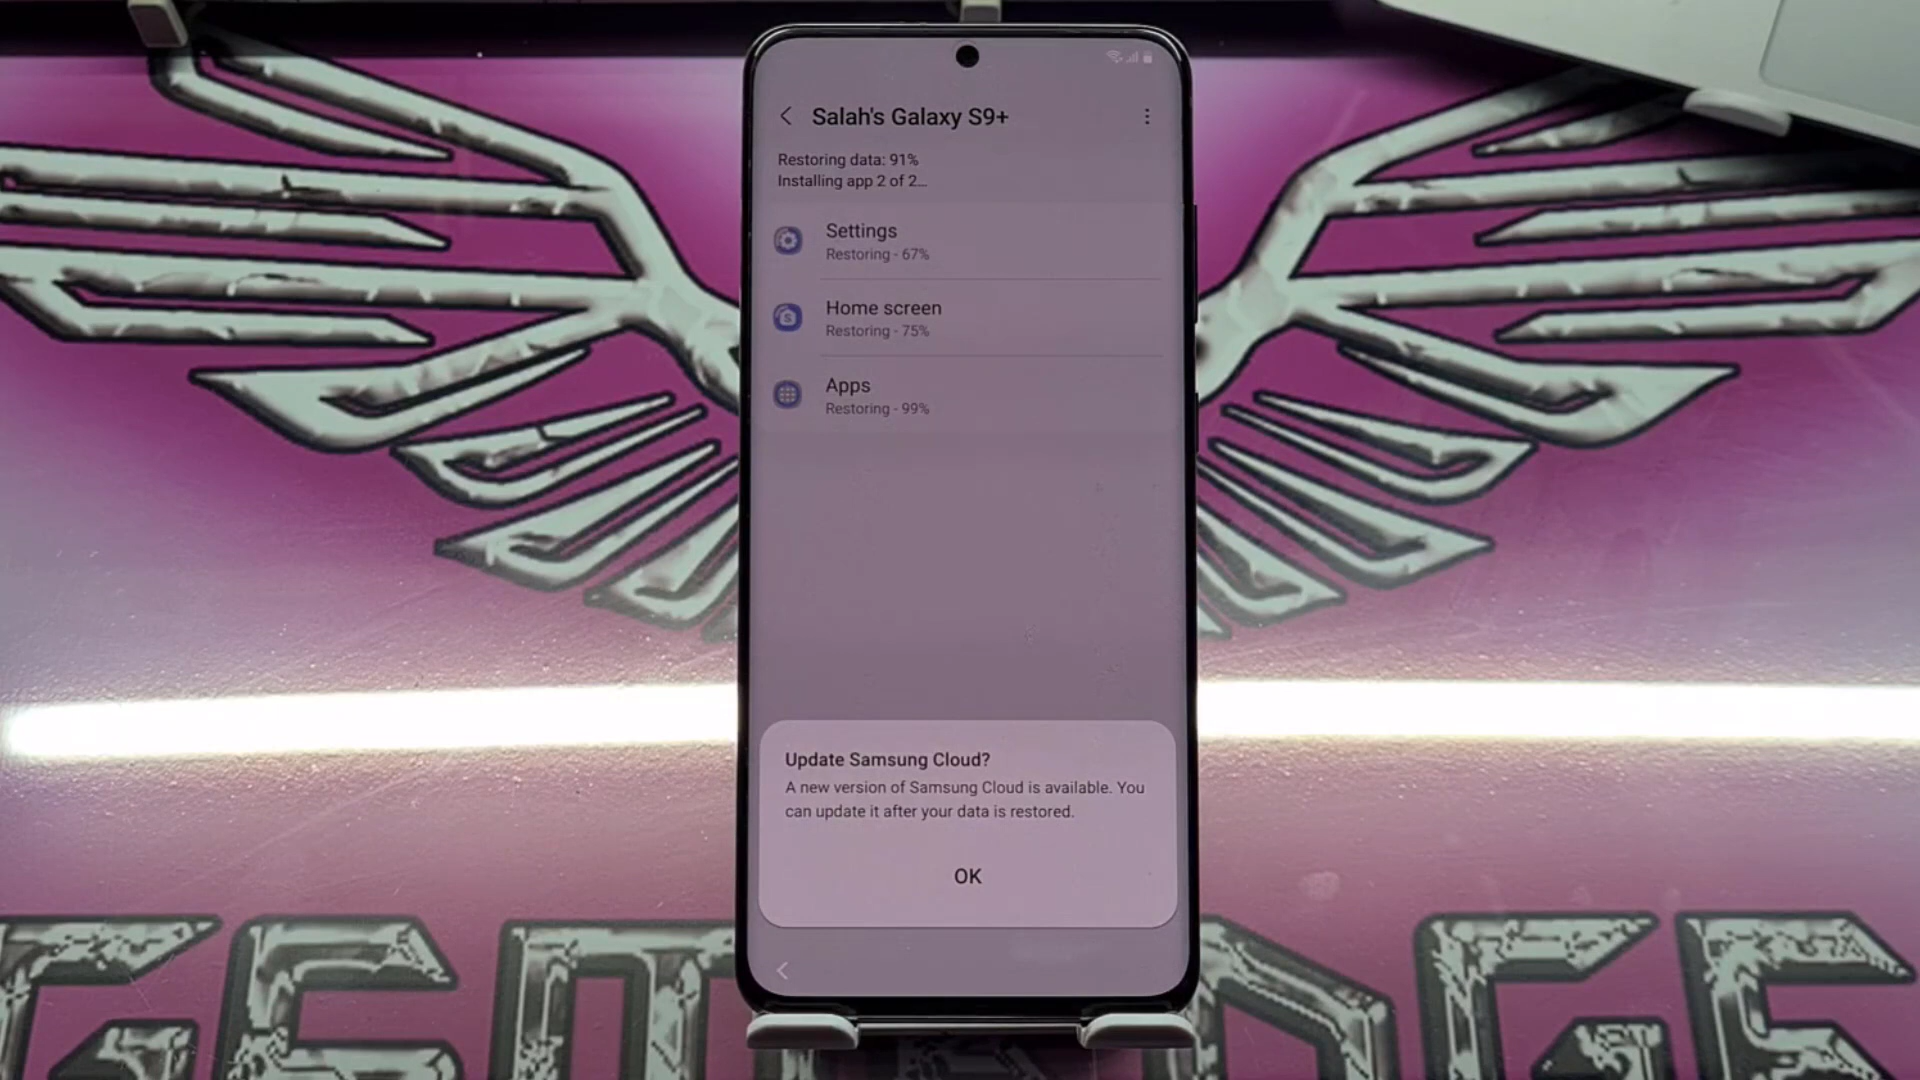 Salah's Galaxy S9+
Restoring data: 91%
Installing app 2 of 2...
Settings
Restoring - 67%
Home screen
Restoring - 75%
Apps
Restoring - 99%
Update Samsung Cloud?
A new version of Samsung Cloud is available. You
can update it after your data is restored.
OK